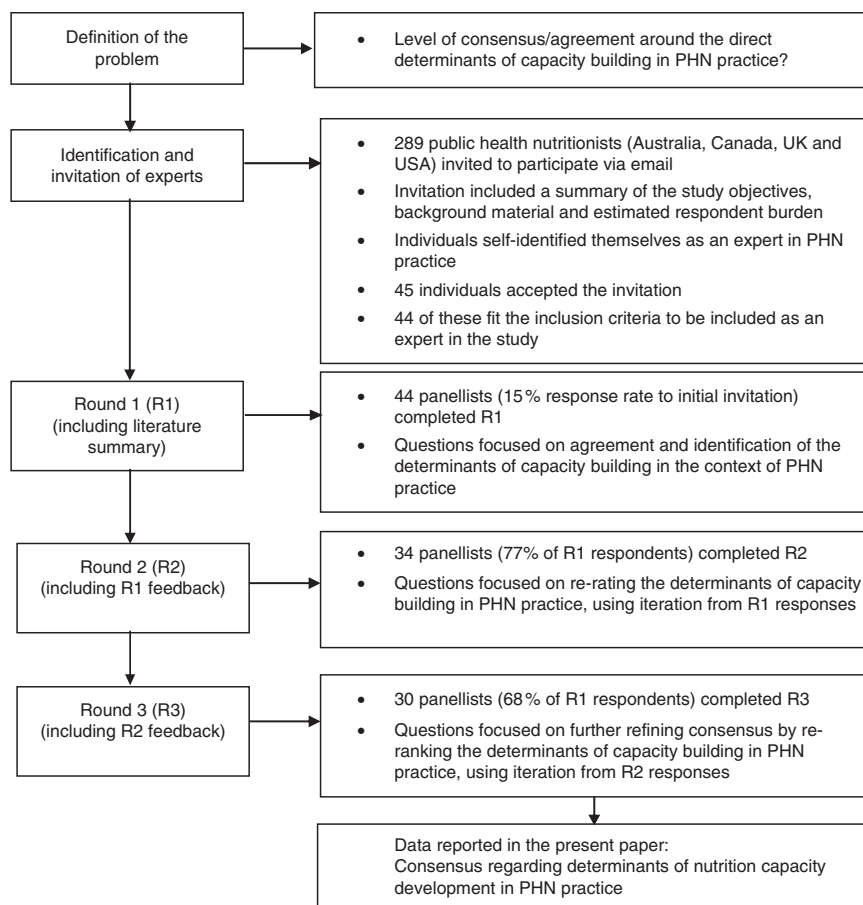 Definition of the
problem
• Level of consensus/agreement around the direct
determinants of capacity building in PHN practice?
Identification and
invitation of experts
• 289 public health nutritionists (Australia, Canada, UK and
USA) invited to participate via email
• Invitation included a summary of the study objectives,
background material and estimated respondent burden
• Individuals self-identified themselves as an expert in PHN
practice
• 45 individuals accepted the invitation
• 44 of these fit the inclusion criteria to be included as an
expert in the study
Round 1 (R1)
(including literature
summary)
• 44 panellists (15% response rate to initial invitation)
completed R1
• Questions focused on agreement and identification of the
determinants of capacity building in the context of PHN
practice
Round 2 (R2)
(including R1 feedback)
• 34 panellists (77% of R1 respondents) completed R2
• Questions focused on re-rating the determinants of capacity
building in PHN practice, using iteration from R1 responses
Round 3 (R3)
(including R2 feedback)
• 30 panellists (68% of R1 respondents) completed R3
• Questions focused on further refining consensus by re-
ranking the determinants of capacity building in PHN
practice, using iteration from R2 responses
Data reported in the present paper:
Consensus regarding determinants of nutrition capacity
development in PHN practice